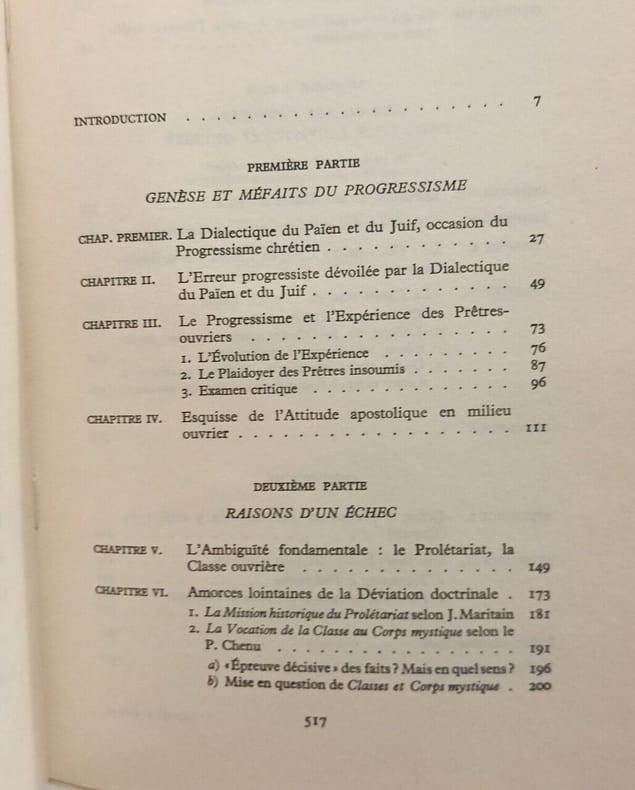 INTRODUCTION . . . . . . . . . . . . . . . . . 7
PREMIÈRE PARTIE
GENÈSE ET MÉFAITS DU PROGRESSISME
CHAP. PREMIER. La Dialectique du Païen et du Juif, occasion du
Progressisme chrétien . . . . . . . . . . . 27
CHAPITRE II. L'Erreur progressiste dévoilée par la Dialectique
du Païen et du Juif . . . . . . . . . . . 49
CHAPITRE III. Le Progressisme et l'Expérience des Prêtres-
ouvriers . . . . . . . . . . . . . . . 73
1. L'Évolution de l'Expérience . . . . . . . . 76
2. Le Plaidoyer des Prêtres insoumis . . . . . . 87
3. Examen critique . . . . . . . . . . . . 96
CHAPITRE IV. Esquisse de l'Attitude apostolique en milieu
ouvrier . . . . . . . . . . . . . . . . 111
DEUXIÈME PARTIE
RAISONS D'UN ÉCHEC
CHAPITRE V. L'Ambiguïté fondamentale : le Prolétariat, la
Classe ouvrière . . . . . . . . . . . . . 149
CHAPITRE VI. Amorces lointaines de la Déviation doctrinale . 173
1. La Mission historique du Prolétariat selon J. Maritain 181
2. La Vocation de la Classe au Corps mystique selon le
P. Chenu . . . . . . . . . . . . . . . 191
a) «Épreuve décisive» des faits? Mais en quel sens? 196
b) Mise en question de Classes et Corps mystique . 200
517